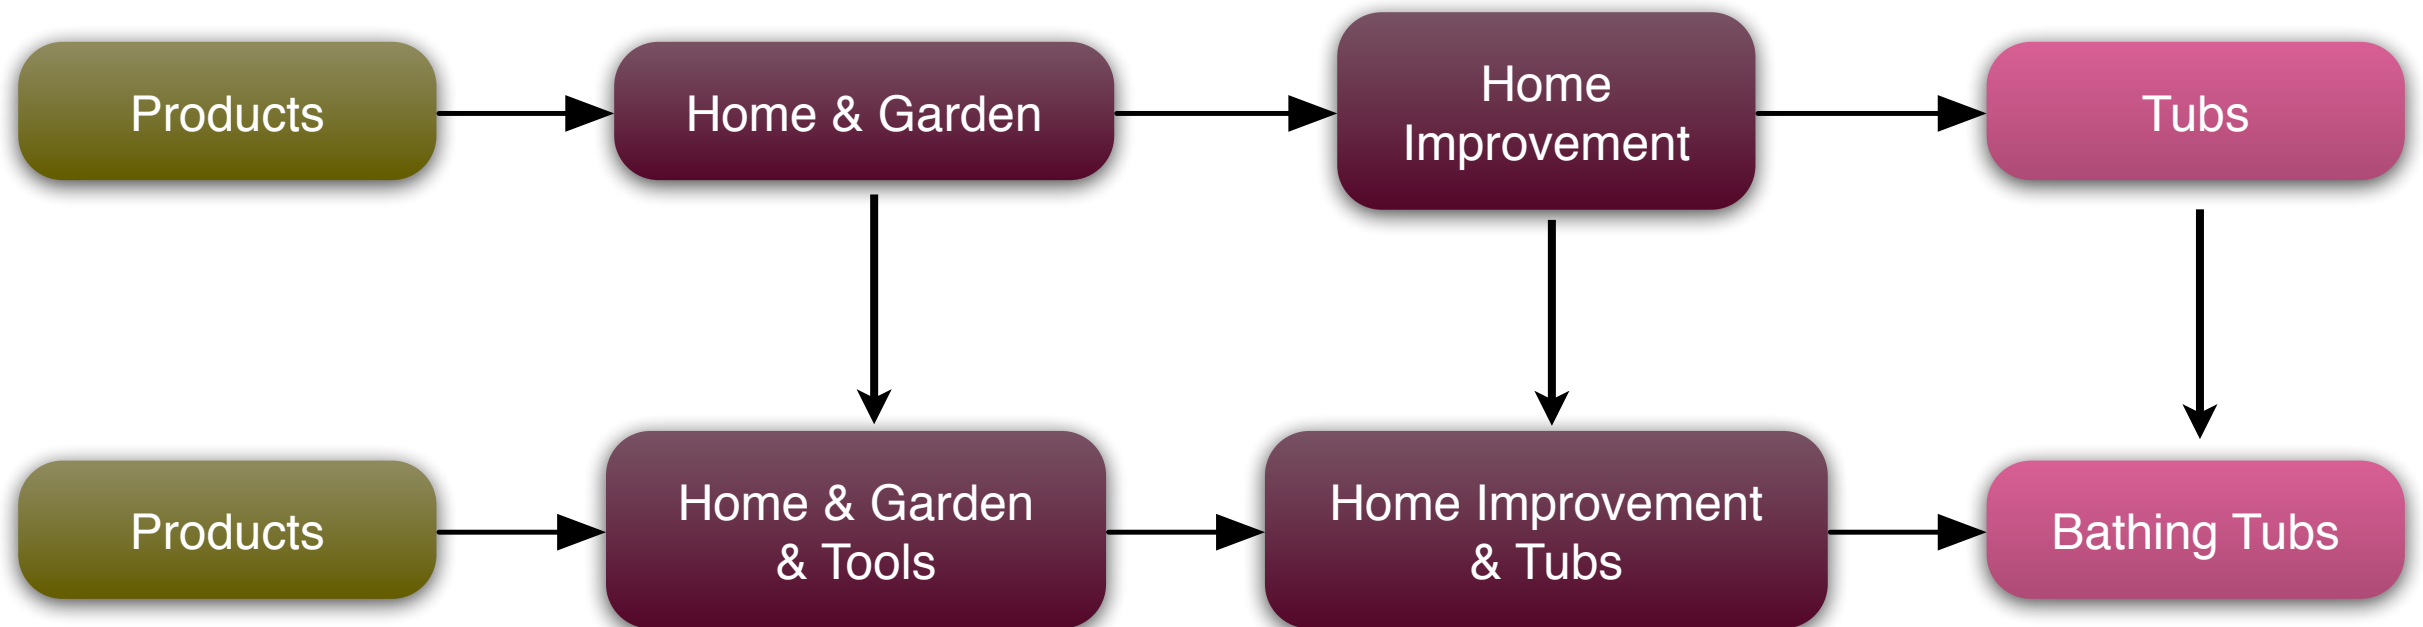 Products
Home & Garden
Home
Improvement
Tubs
Products
Home & Garden
& Tools
Home Improvement
& Tubs
Bathing Tubs